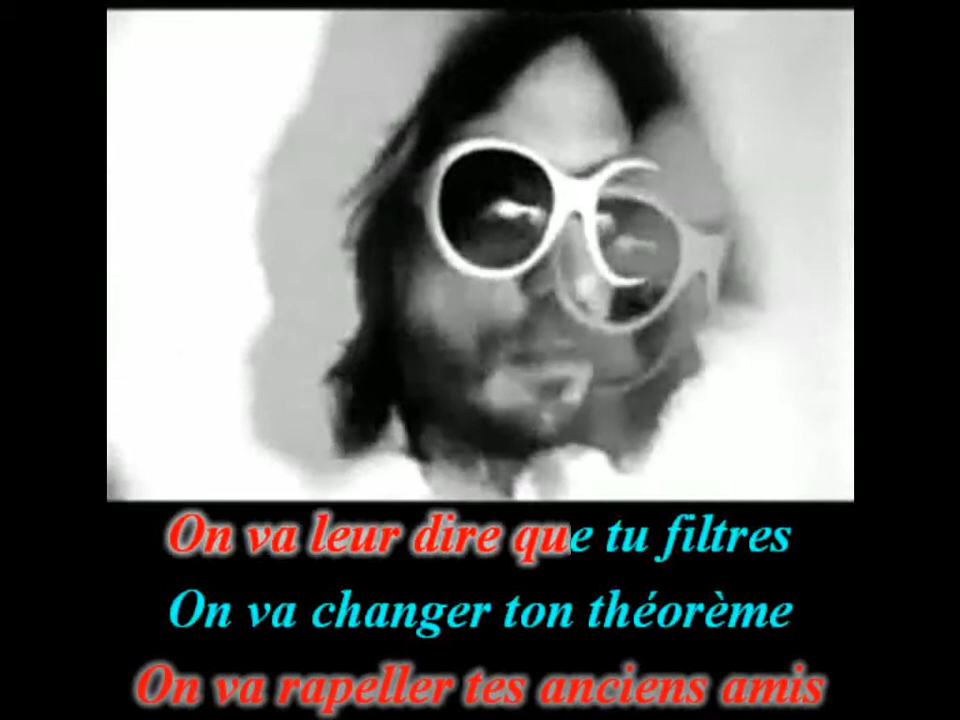 On va leur dire que tu filtres
On va changer ton théorème
On va rapeller tes anciens amis